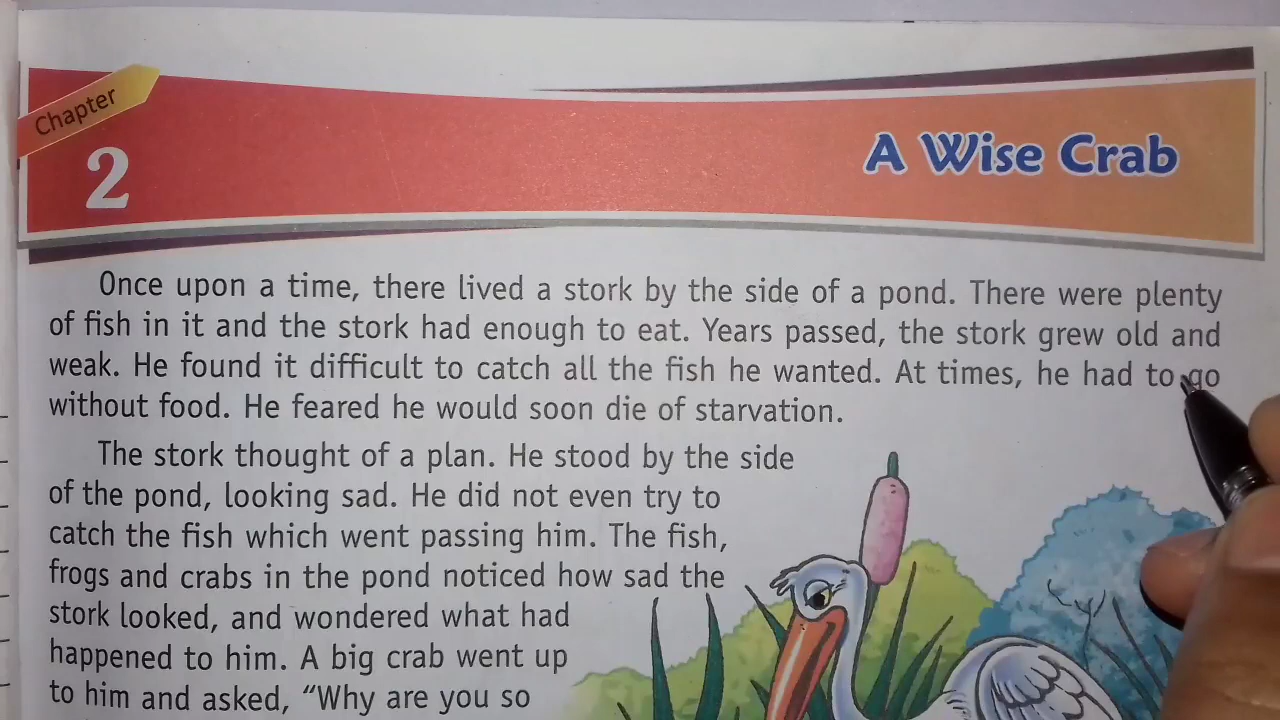 Chapter
2
A Wise Crab
Once upon a time, there lived a stork by the side of a pond. There were plenty
of fish in it and the stork had enough to eat. Years passed, the stork grew old and
weak. He found it difficult to catch all the fish he wanted. At times, he had to go
without food. He feared he would soon die of starvation.
The stork thought of a plan. He stood by the side
of the pond, looking sad. He did not even try to
catch the fish which went passing him. The fish,
frogs and crabs in the pond noticed how sad the
stork looked, and wondered what had
happened to him. A big crab went up
to him and asked, “Why are you so